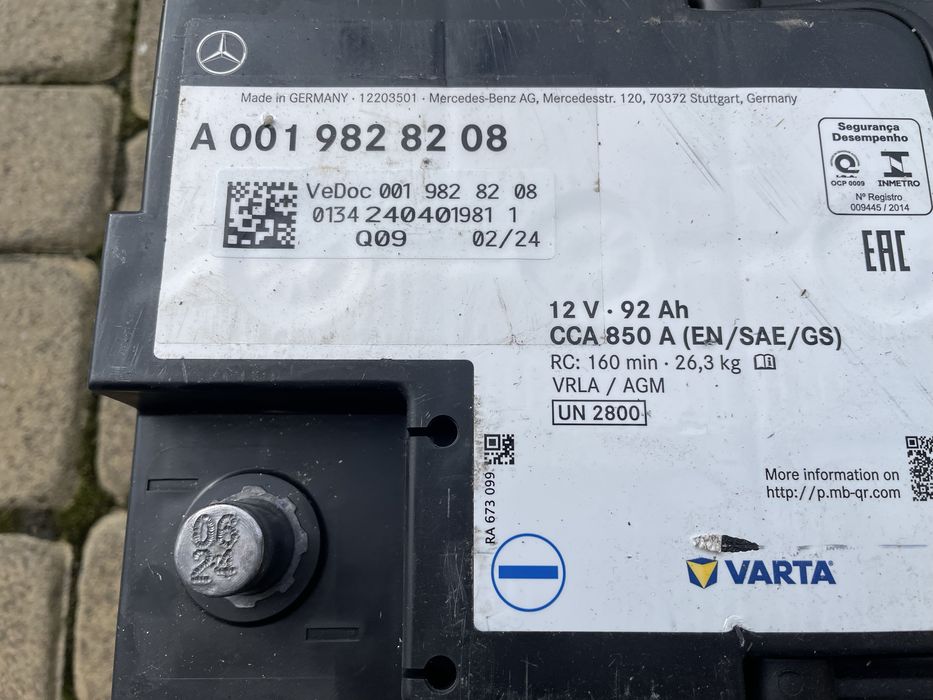 Made in GERMANY · 12203501 · Mercedes-Benz AG, Mercedesstr. 120, 70372 Stuttgart, Germany
A 001 982 82 08
VeDoc 001 982 8208
0134 240401981 1
Q09 02/24
Segurança
Desempenho
OCP 0009 INMETRO
Nº Registro
009445 / 2014
EAC
12 V · 92 Ah
CCA 850 A (EN/SAE/GS)
RC: 160 min · 26,3 kg
VRLA / AGM
UN 2800
RA 673 099
More information on
http://p.mb-qr.com
VARTA
06
24